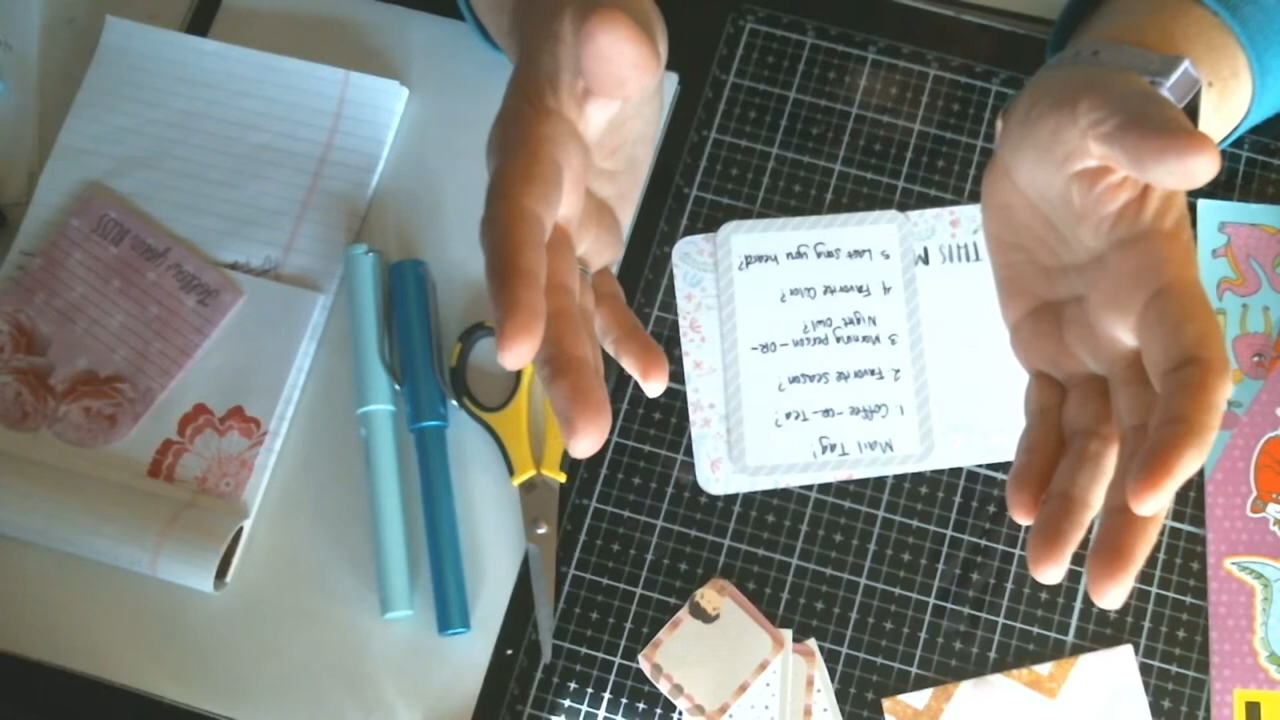 Mail Tag!
1. Coffee -or- Tea?
2. Favorite season?
3. Morning person -OR-
Night Owl?
4. Favorite Color?
5. Last song you heard?
THIS M